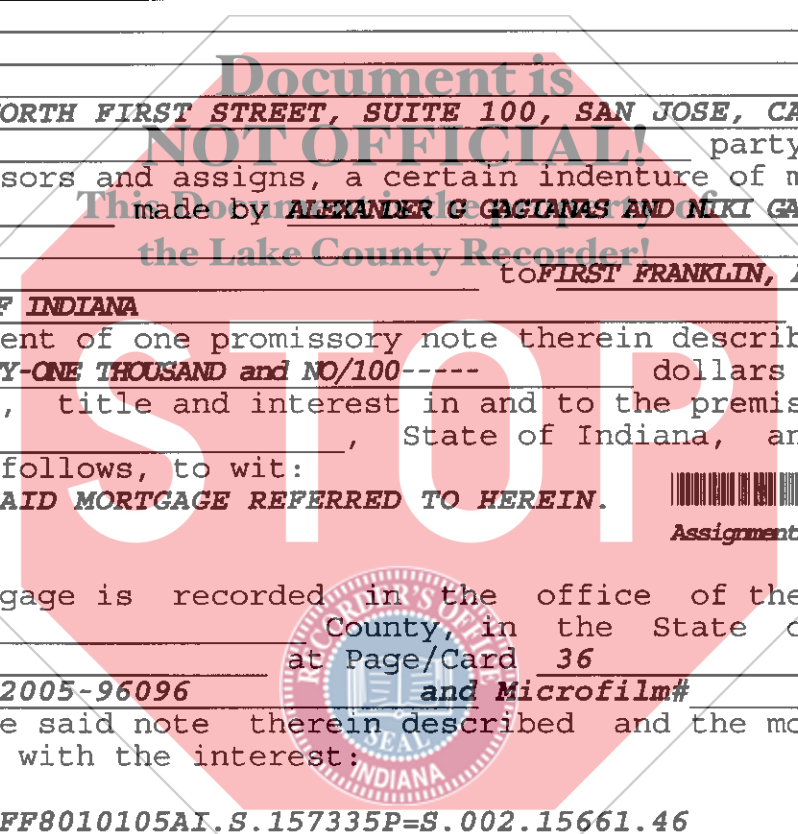 Document is
ORTH FIRST STREET, SUITE 100, SAN JOSE, CA
NOT OFFICIAL!
party
sors and assigns, a certain indenture of m
This Document is the property of
made by ALEXANDER G GAGIANAS AND NIKI GA
the Lake County Recorder!
toFIRST FRANKLIN, A
F INDIANA
ent of one promissory note therein describ
Y-ONE THOUSAND and NO/100----- dollars
, title and interest in and to the premis
, State of Indiana, an
follows, to wit:
AID MORTGAGE REFERRED TO HEREIN.
Assignment
STOP
gage is recorded in the office of the
County, in the State o
at Page/Card 36
2005-96096 and Microfilm#
e said note therein described and the mo
with the interest:
RECORDER'S OFFICE
SEAL
INDIANA
FF8010105AI.S.157335P=S.002.15661.46